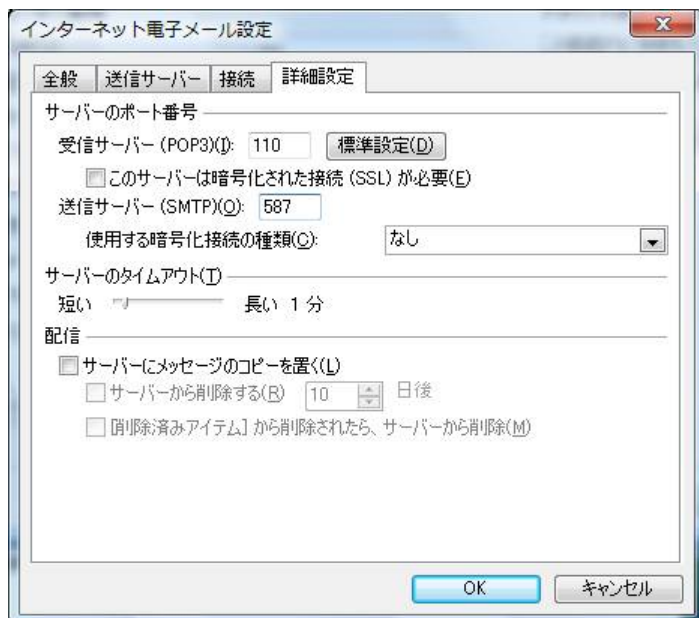 インターネット電子メール設定
全般 送信サーバー 接続 詳細設定
サーバーのポート番号
受信サーバー (POP3)(I): 110 標準設定(D)
このサーバーは暗号化された接続 (SSL) が必要(E)
送信サーバー (SMTP)(O): 587
使用する暗号化接続の種類(C): なし
サーバーのタイムアウト(T)
短い 長い 1 分
配信
サーバーにメッセージのコピーを置く(L)
サーバーから削除する(R) 10 日後
[削除済みアイテム] から削除されたら、サーバーから削除(M)
OK キャンセル